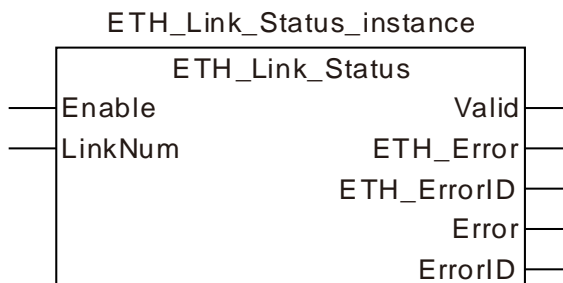 ETH_Link_Status_instance
ETH_Link_Status
Enable Valid
LinkNum ETH_Error
ETH_ErrorID
Error
ErrorID